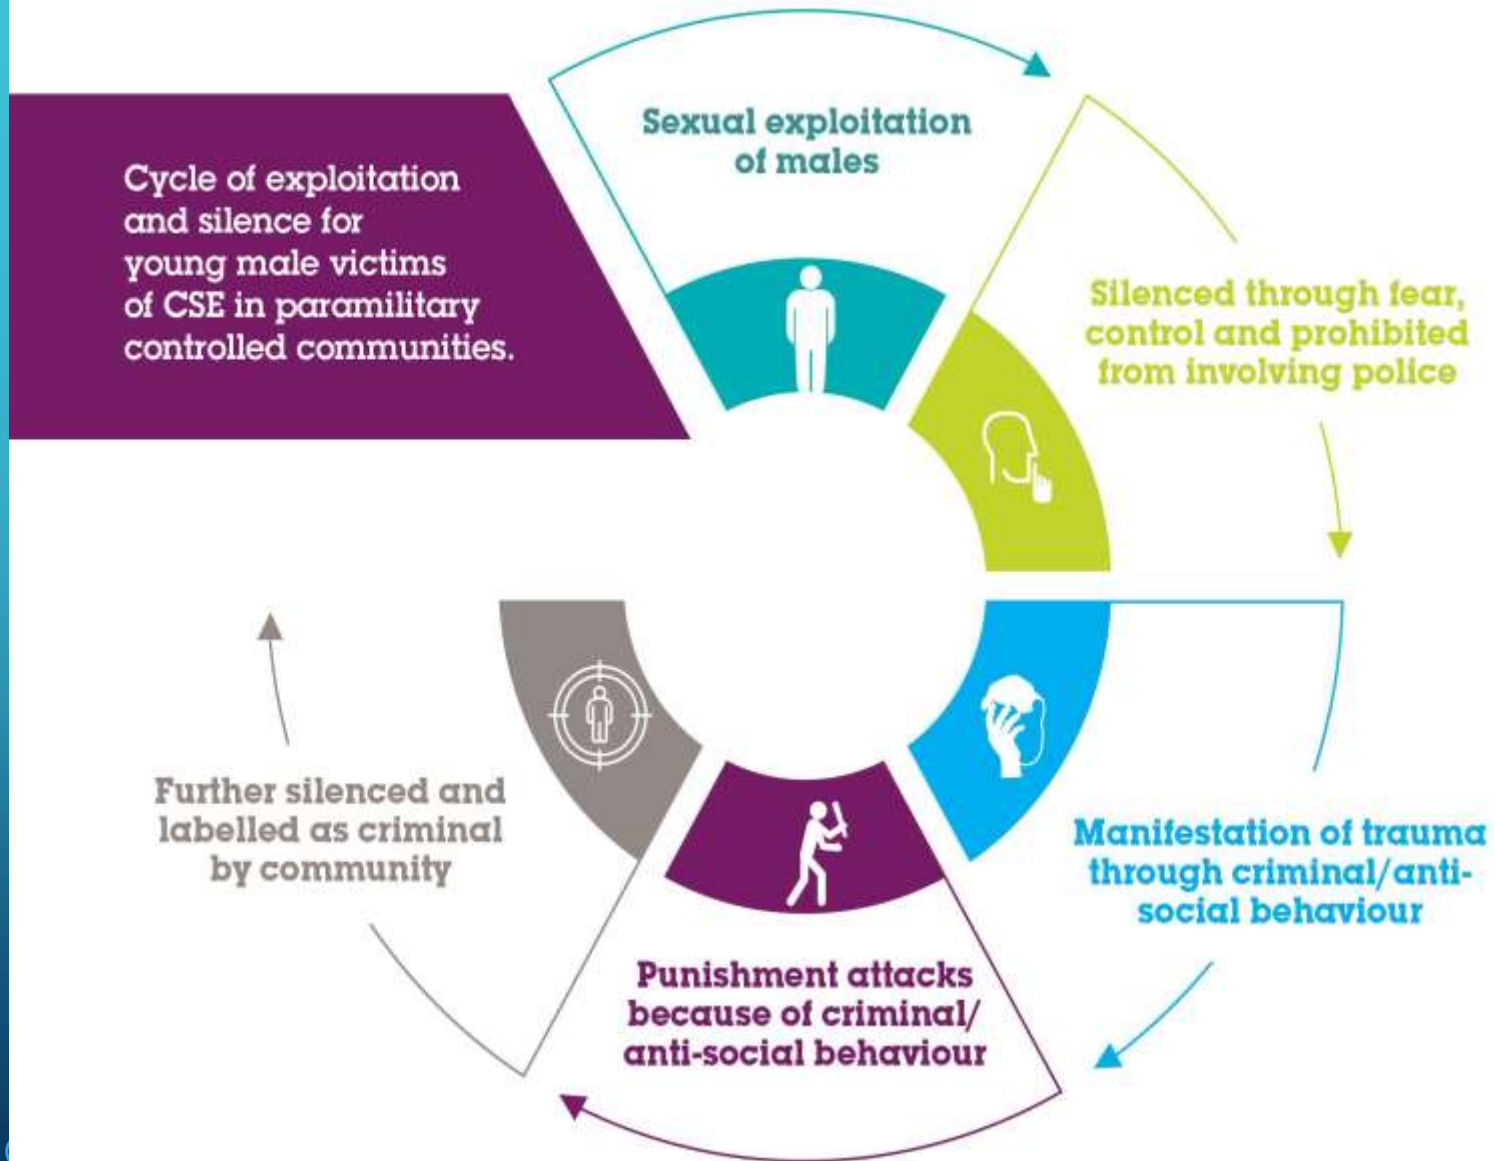 Cycle of exploitation
and silence for
young male victims
of CSE in paramilitary
controlled communities.
Sexual exploitation
of males
Silenced through fear,
control and prohibited
from involving police
Manifestation of trauma
through criminal/anti-
social behaviour
Punishment attacks
because of criminal/
anti-social behaviour
Further silenced and
labelled as criminal
by community